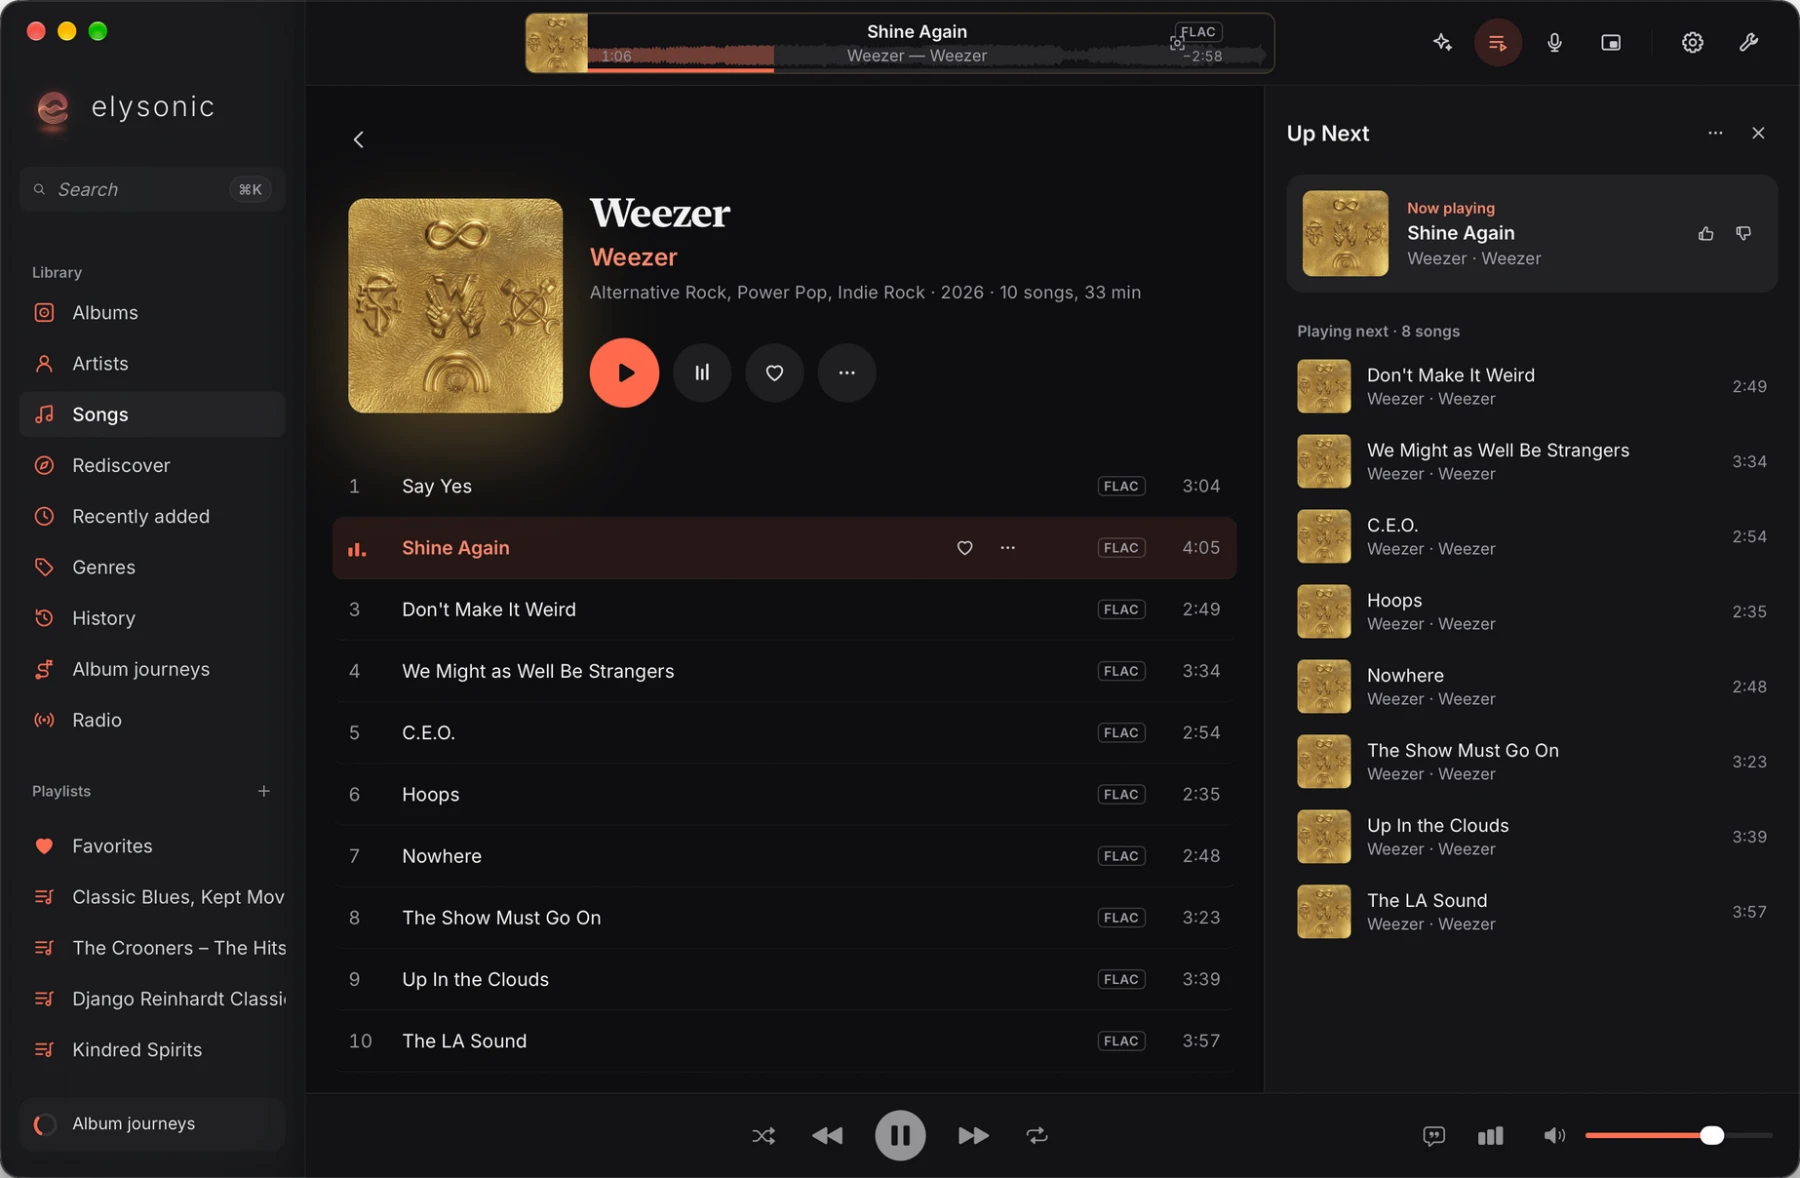 Shine Again
FLAC
1:06
Weezer — Weezer
-2:58
elysonic
Search
⌘K
Library
Albums
Artists
Songs
Rediscover
Recently added
Genres
History
Album journeys
Radio
Playlists
Favorites
Classic Blues, Kept Mov
The Crooners – The Hits
Django Reinhardt Classi
Kindred Spirits
Album journeys
Weezer
Weezer
Alternative Rock, Power Pop, Indie Rock · 2026 · 10 songs, 33 min
1 Say Yes FLAC 3:04
Shine Again FLAC 4:05
3 Don't Make It Weird FLAC 2:49
4 We Might as Well Be Strangers FLAC 3:34
5 C.E.O. FLAC 2:54
6 Hoops FLAC 2:35
7 Nowhere FLAC 2:48
8 The Show Must Go On FLAC 3:23
9 Up In the Clouds FLAC 3:39
10 The LA Sound FLAC 3:57
Up Next
Now playing
Shine Again
Weezer · Weezer
Playing next · 8 songs
Don't Make It Weird
Weezer · Weezer
2:49
We Might as Well Be Strangers
Weezer · Weezer
3:34
C.E.O.
Weezer · Weezer
2:54
Hoops
Weezer · Weezer
2:35
Nowhere
Weezer · Weezer
2:48
The Show Must Go On
Weezer · Weezer
3:23
Up In the Clouds
Weezer · Weezer
3:39
The LA Sound
Weezer · Weezer
3:57